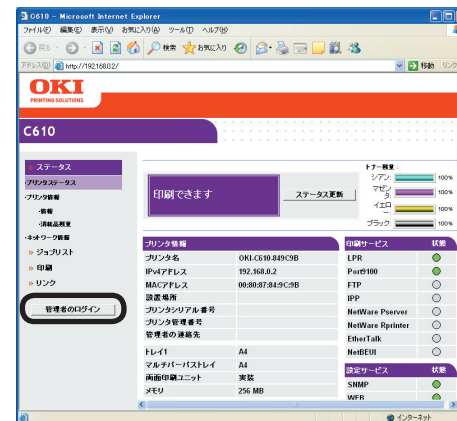 C610 - Microsoft Internet Explorer
ファイル(F) 編集(E) 表示(V) お気に入り(A) ツール(T) ヘルプ(H)
戻る 検索 お気に入り
アドレス(D) http://192.168.0.2/ 移動 リンク
OKI
PRINTING SOLUTIONS
C610
ステータス
プリンタステータス
プリンタ情報
情報
消耗品残量
ネットワーク情報
ジョブリスト
印刷
リンク
管理者のログイン
印刷できます
ステータス更新
トナー残量:
シアン: 100%
マゼンタ: 100%
イエロー: 100%
ブラック: 100%
プリンタ情報
プリンタ名 OKI-C610-849C9B
IPv4アドレス 192.168.0.2
MACアドレス 00:80:87:84:9C:9B
設置場所
プリンタシリアル番号
プリンタ管理番号
管理者の連絡先
トレイ1 A4
マルチパーパストレイ A4
両面印刷ユニット 実装
メモリ 256 MB
印刷サービス 状態
LPR
Port9100
FTP
IPP
NetWare Pserver
NetWare Rprinter
EtherTalk
NetBEUI
設定サービス 状態
SNMP
WEB
インターネット